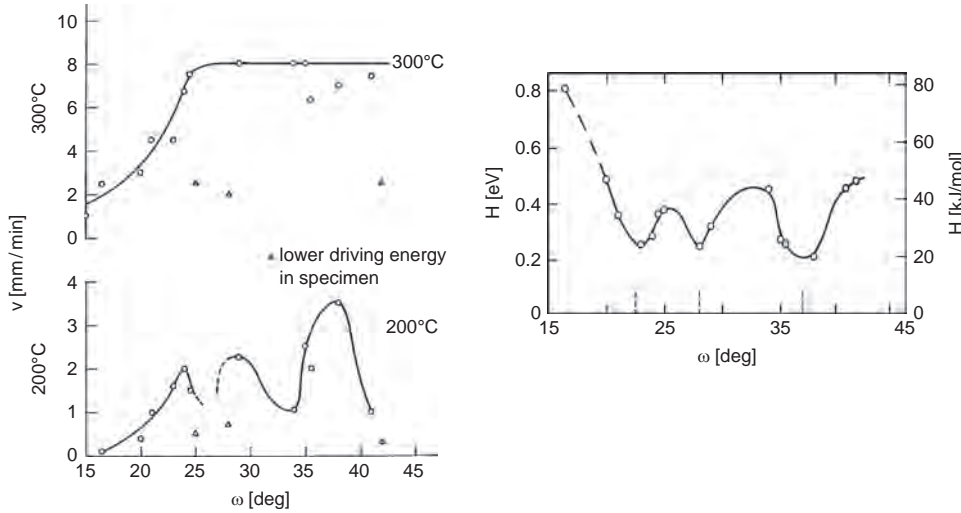 10
8
6
4
2
0
300°C
300°C
v [mm/min]
lower driving energy
in specimen
4
3
2
1
0
200°C
200°C
15 20 25 30 35 40 45
ω [deg]
0.8
0.6
0.4
0.2
0
H [eV]
80
60
40
20
0
H [kJ/mol]
15 25 35 45
ω [deg]